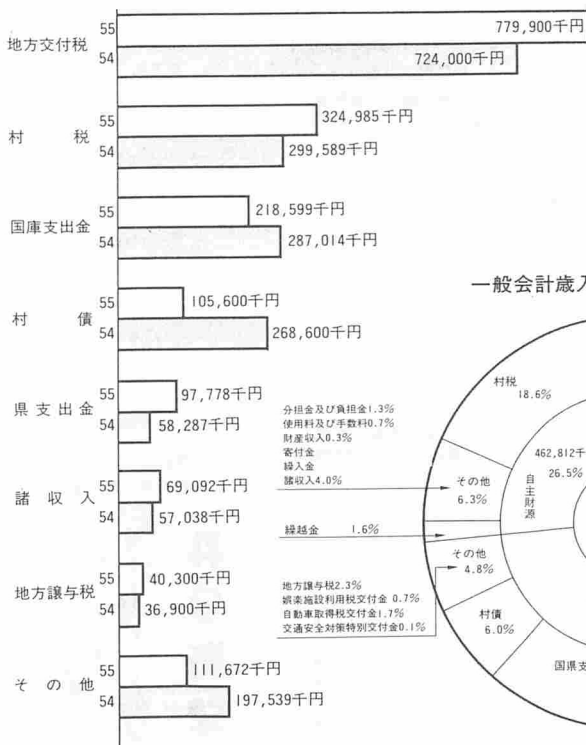 地方交付税
55
779,900千円
54
724,000千円
村税
55
324,985千円
54
299,589千円
国庫支出金
55
218,599千円
54
287,014千円
村債
55
105,600千円
54
268,600千円
県支出金
55
97,778千円
54
58,287千円
諸収入
55
69,092千円
54
57,038千円
地方譲与税
55
40,300千円
54
36,900千円
その他
55
111,672千円
54
197,539千円
一般会計歳入
村税
18.6%
分担金及び負担金1.3%
使用料及び手数料0.7%
財産収入0.3%
寄付金
繰入金
諸収入4.0%
その他
6.3%
自主財源
462,812千
26.5%
繰越金 1.6%
その他
4.8%
地方譲与税2.3%
娯楽施設利用税交付金 0.7%
自動車取得税交付金1.7%
交通安全対策特別交付金0.1%
村債
6.0%
国県支